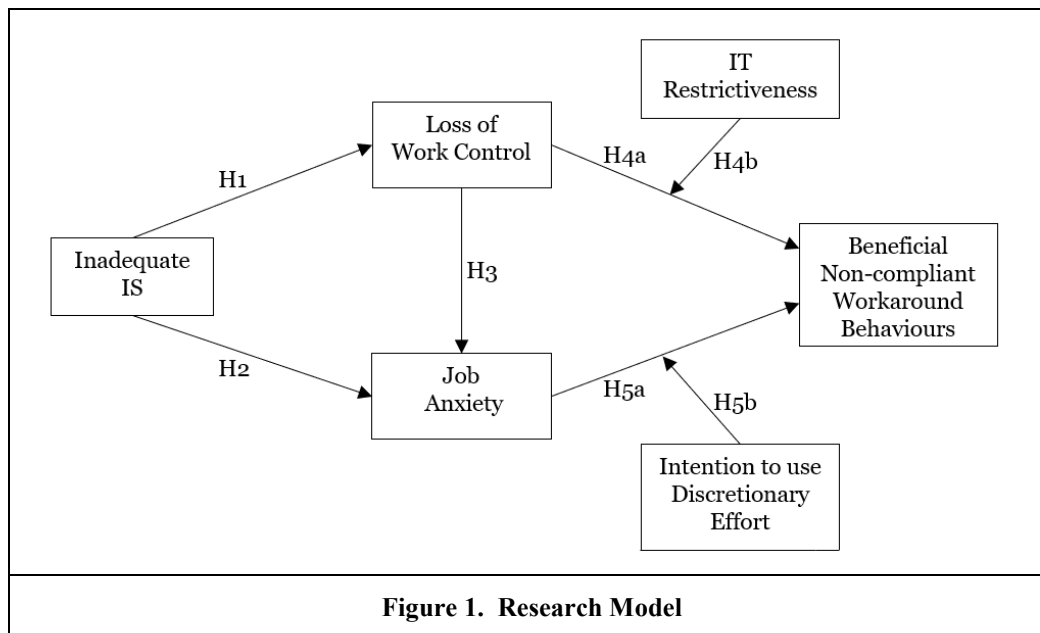 IT
Restrictiveness
Loss of
Work Control
H4a
H4b
H1
Inadequate
IS
H3
Beneficial
Non-compliant
Workaround
Behaviours
H2
Job
Anxiety
H5a
H5b
Intention to use
Discretionary
Effort
Figure 1. Research Model